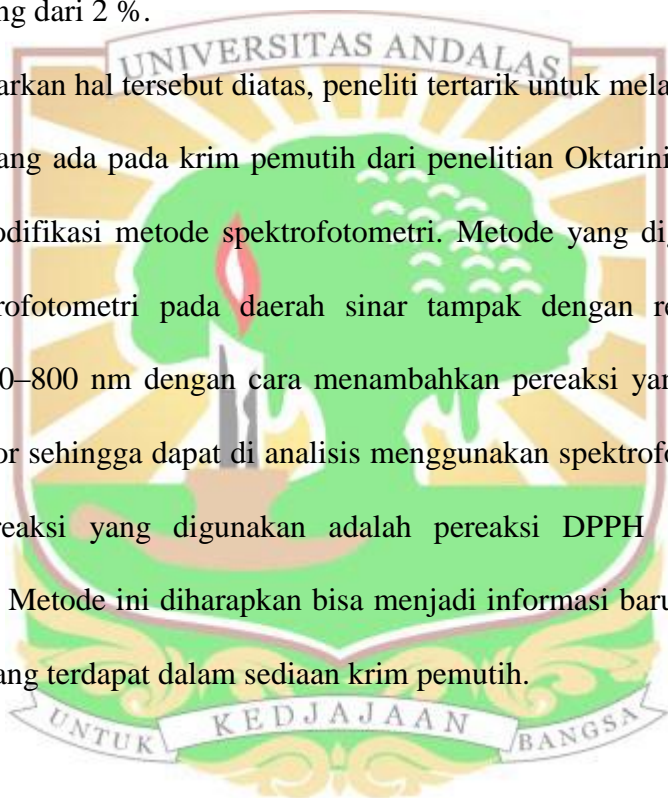 ng dari 2 %.
UNIVERSITAS ANDALAS
arkan hal tersebut diatas, peneliti tertarik untuk mela
ang ada pada krim pemutih dari penelitian Oktarini
odifikasi metode spektrofotometri. Metode yang dig
rofotometri pada daerah sinar tampak dengan re
0–800 nm dengan cara menambahkan pereaksi yan
or sehingga dapat di analisis menggunakan spektrofo
reaksi yang digunakan adalah pereaksi DPPH
Metode ini diharapkan bisa menjadi informasi baru
ang terdapat dalam sediaan krim pemutih.
UNTUK KEDJAJAAN BANGSA